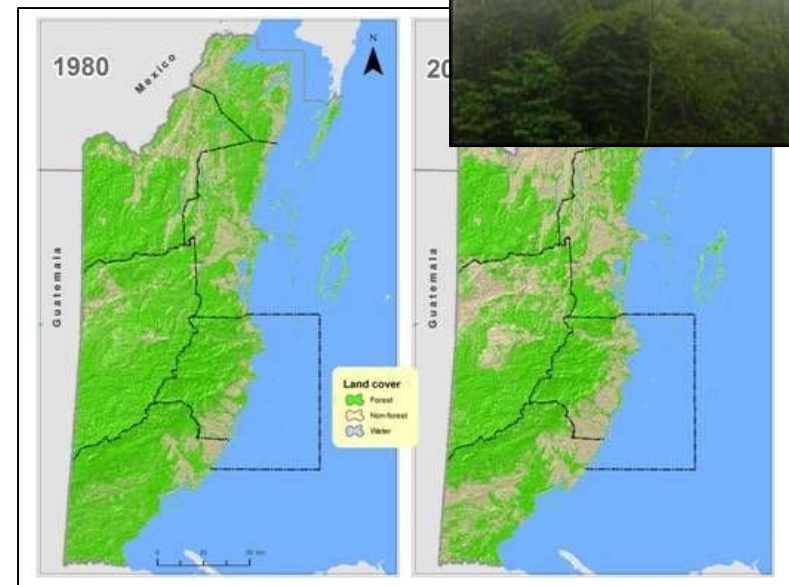 1980
Mexico
N
20
Guatemala
Guatemala
Land cover
Forest
Non-forest
Water